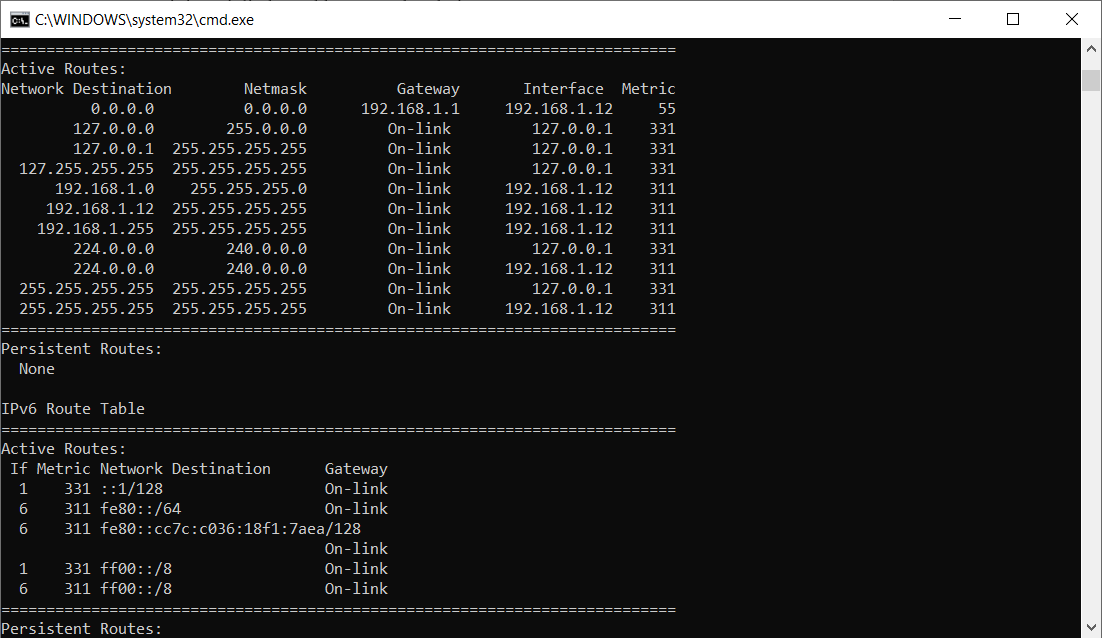 C:\WINDOWS\system32\cmd.exe
===========================================================================
Active Routes:
Network Destination        Netmask          Gateway       Interface  Metric
          0.0.0.0          0.0.0.0      192.168.1.1     192.168.1.12     55
        127.0.0.0        255.0.0.0         On-link         127.0.0.1    331
        127.0.0.1  255.255.255.255         On-link         127.0.0.1    331
  127.255.255.255  255.255.255.255         On-link         127.0.0.1    331
      192.168.1.0    255.255.255.0         On-link      192.168.1.12    311
     192.168.1.12  255.255.255.255         On-link      192.168.1.12    311
    192.168.1.255  255.255.255.255         On-link      192.168.1.12    311
        224.0.0.0        240.0.0.0         On-link         127.0.0.1    331
        224.0.0.0        240.0.0.0         On-link      192.168.1.12    311
  255.255.255.255  255.255.255.255         On-link         127.0.0.1    331
  255.255.255.255  255.255.255.255         On-link      192.168.1.12    311
===========================================================================
Persistent Routes:
  None
IPv6 Route Table
===========================================================================
Active Routes:
 If Metric Network Destination      Gateway
  1    331 ::1/128                  On-link
  6    311 fe80::/64                On-link
  6    311 fe80::cc7c:c036:18f1:7aea/128
                                    On-link
  1    331 ff00::/8                 On-link
  6    311 ff00::/8                 On-link
===========================================================================
Persistent Routes: